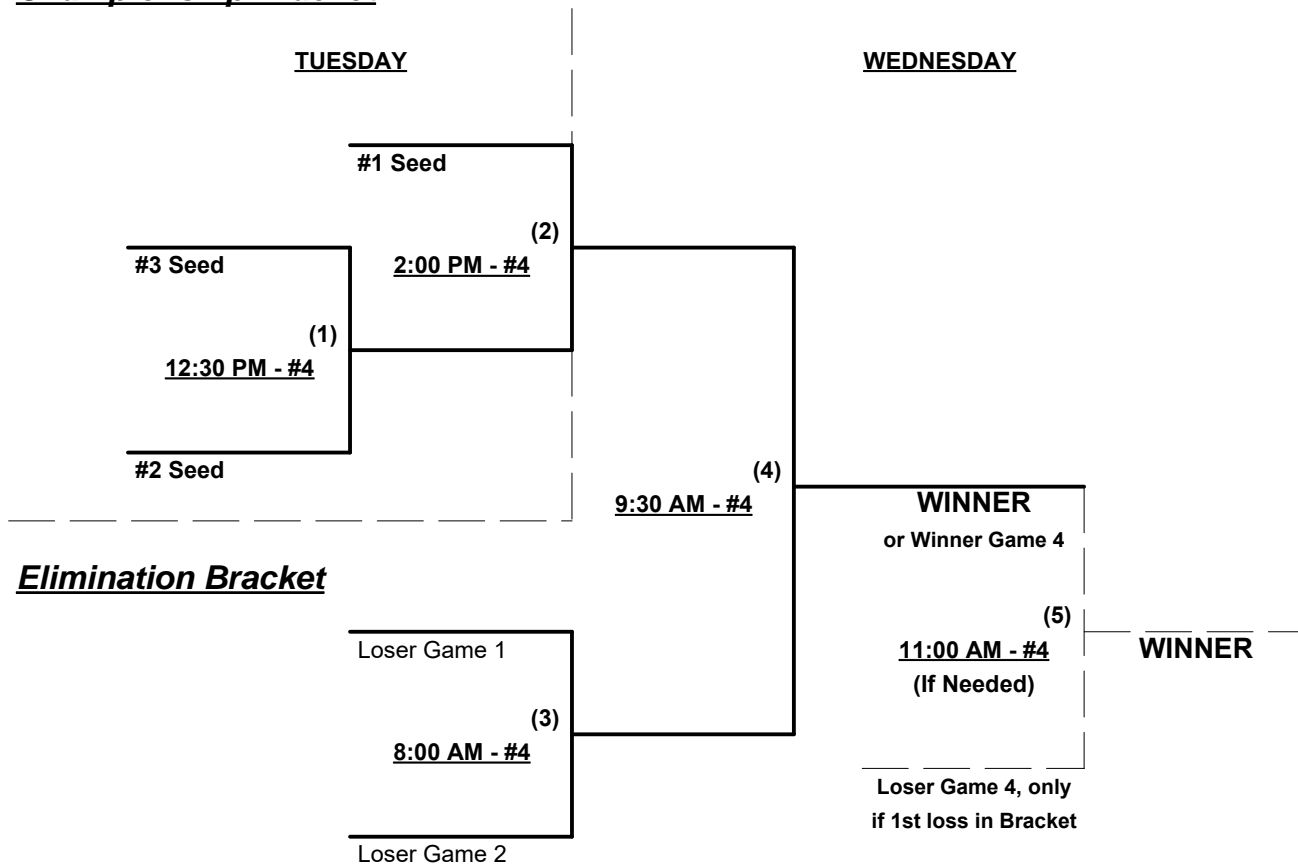 TUESDAY
WEDNESDAY
#1 Seed
(2)
2:00 PM - #4
#3 Seed
(1)
12:30 PM - #4
#2 Seed
(4)
9:30 AM - #4
WINNER
or Winner Game 4
Elimination Bracket
(5)
11:00 AM - #4
(If Needed)
WINNER
Loser Game 1
(3)
8:00 AM - #4
Loser Game 2
Loser Game 4, only
if 1st loss in Bracket